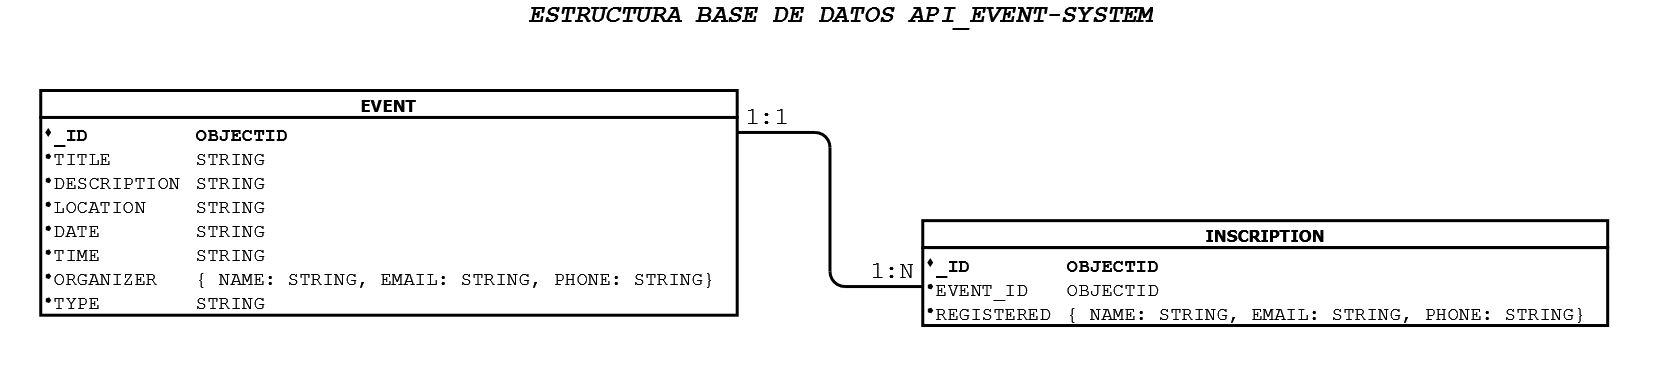 ESTRUCTURA BASE DE DATOS API_EVENT-SYSTEM
EVENT
_ID OBJECTID
TITLE STRING
DESCRIPTION STRING
LOCATION STRING
DATE STRING
TIME STRING
ORGANIZER { NAME: STRING, EMAIL: STRING, PHONE: STRING}
TYPE STRING
1:1
1:N
INSCRIPTION
_ID OBJECTID
EVENT_ID OBJECTID
REGISTERED { NAME: STRING, EMAIL: STRING, PHONE: STRING}